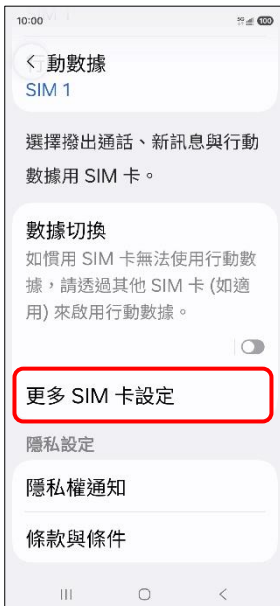 10:00
5G
100
行動數據
SIM 1
選擇撥出通話、新訊息與行動
數據用 SIM 卡。
數據切換
如慣用 SIM 卡無法使用行動數
據，請透過其他 SIM 卡 (如適
用) 來啟用行動數據。
更多 SIM 卡設定
隱私設定
隱私權通知
條款與條件